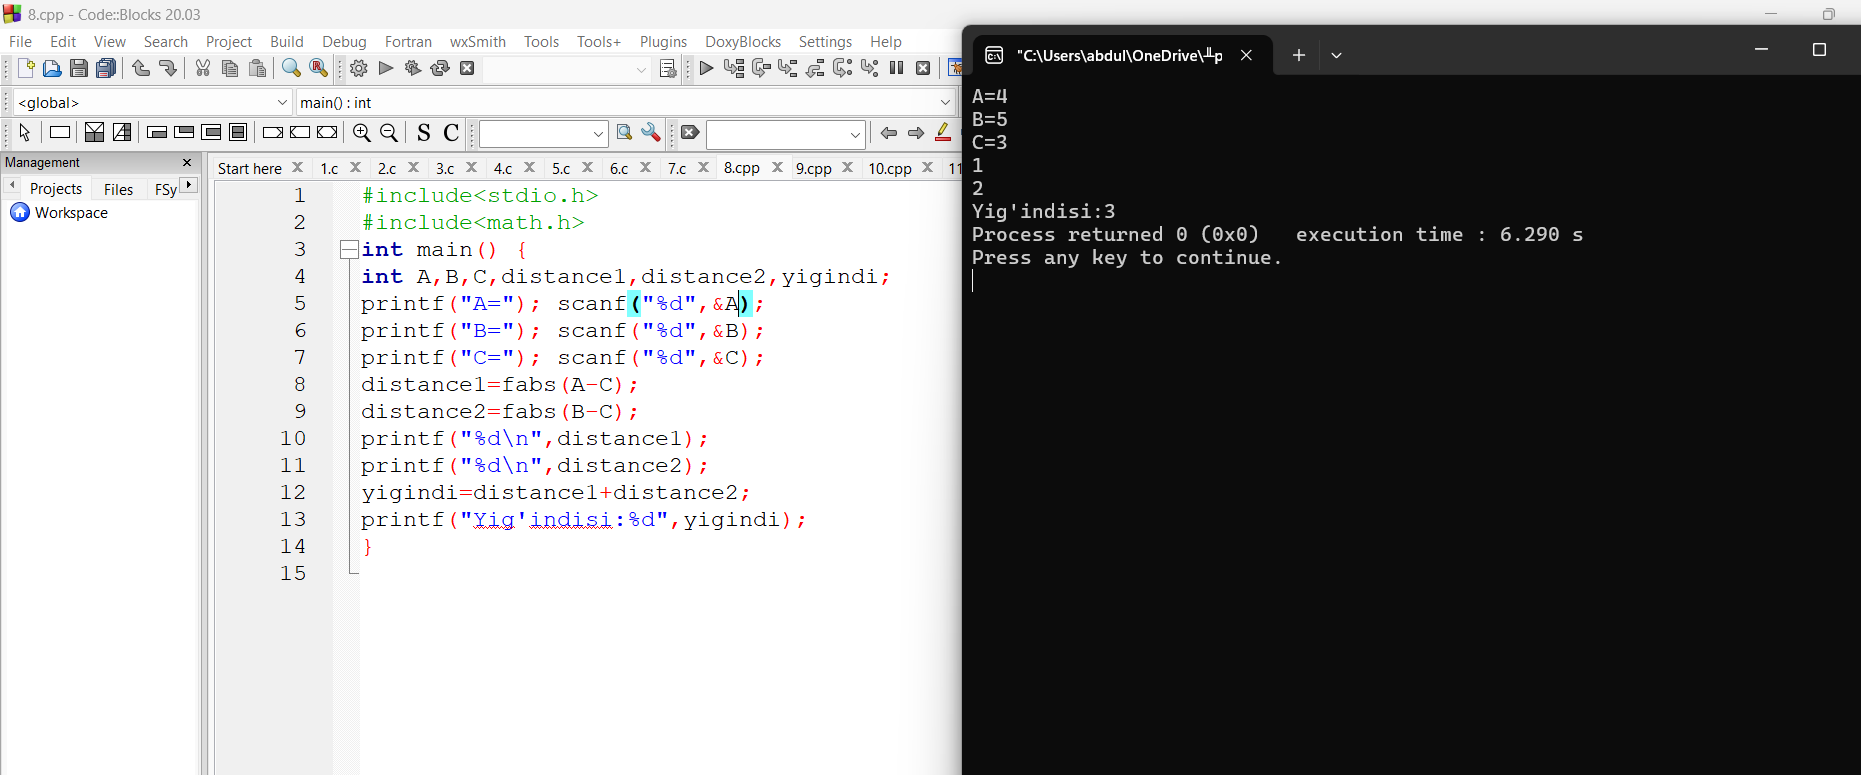 8.cpp - Code::Blocks 20.03
File Edit View Search Project Build Debug Fortran wxSmith Tools Tools+ Plugins DoxyBlocks Settings Help
<global> main() : int
S C
Management
Projects Files FSy
Workspace
Start here 1.c 2.c 3.c 4.c 5.c 6.c 7.c 8.cpp 9.cpp 10.cpp 11
1 #include<stdio.h>
2 #include<math.h>
3 int main() {
4 int A,B,C,distance1,distance2,yigindi;
5 printf("A="); scanf("%d",&A);
6 printf("B="); scanf("%d",&B);
7 printf("C="); scanf("%d",&C);
8 distance1=fabs(A-C);
9 distance2=fabs(B-C);
10 printf("%d\n",distance1);
11 printf("%d\n",distance2);
12 yigindi=distance1+distance2;
13 printf("Yig'indisi:%d",yigindi);
14 }
15
"C:\Users\abdul\OneDrive\╨p
A=4
B=5
C=3
1
2
Yig'indisi:3
Process returned 0 (0x0)   execution time : 6.290 s
Press any key to continue.